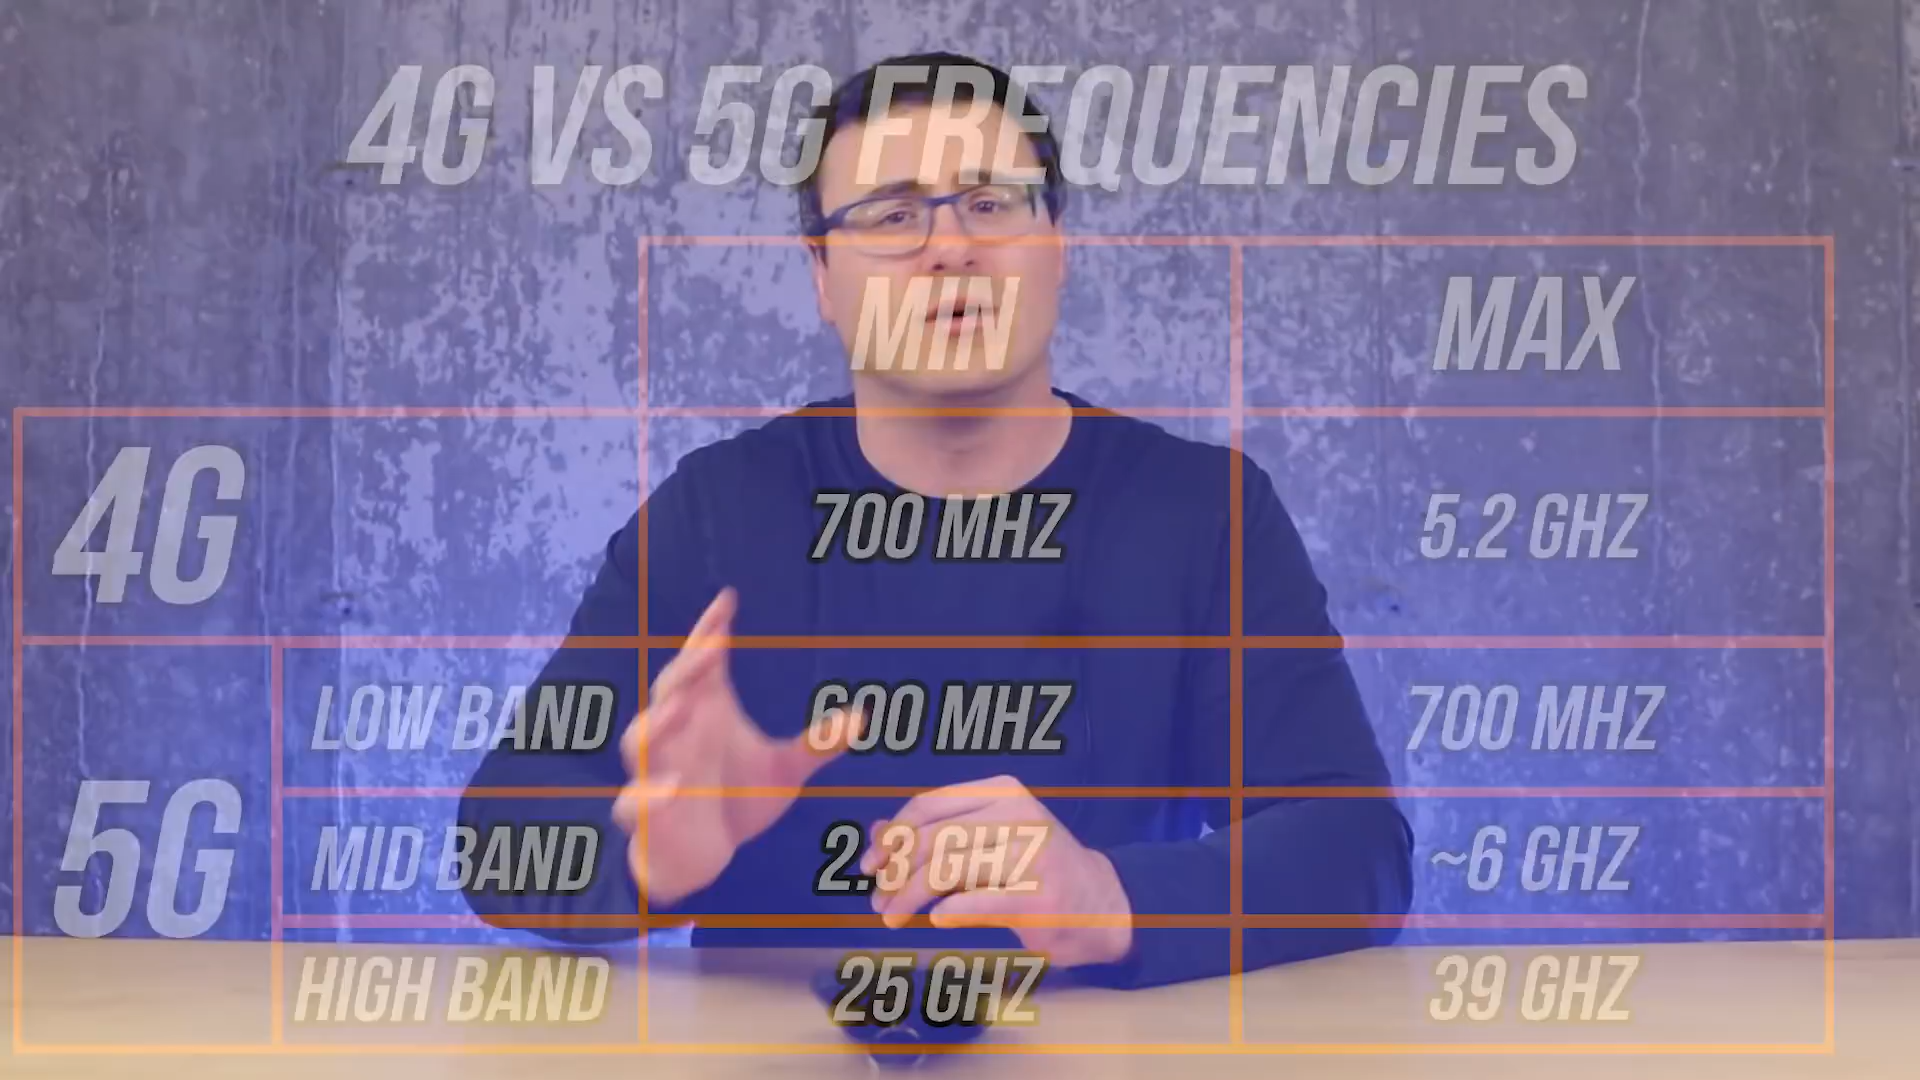 4G VS 5G FREQUENCIES
MIN MAX
4G 700 MHZ 5.2 GHZ
5G
LOW BAND 600 MHZ 700 MHZ
MID BAND 2.3 GHZ ~6 GHZ
HIGH BAND 25 GHZ 39 GHZ